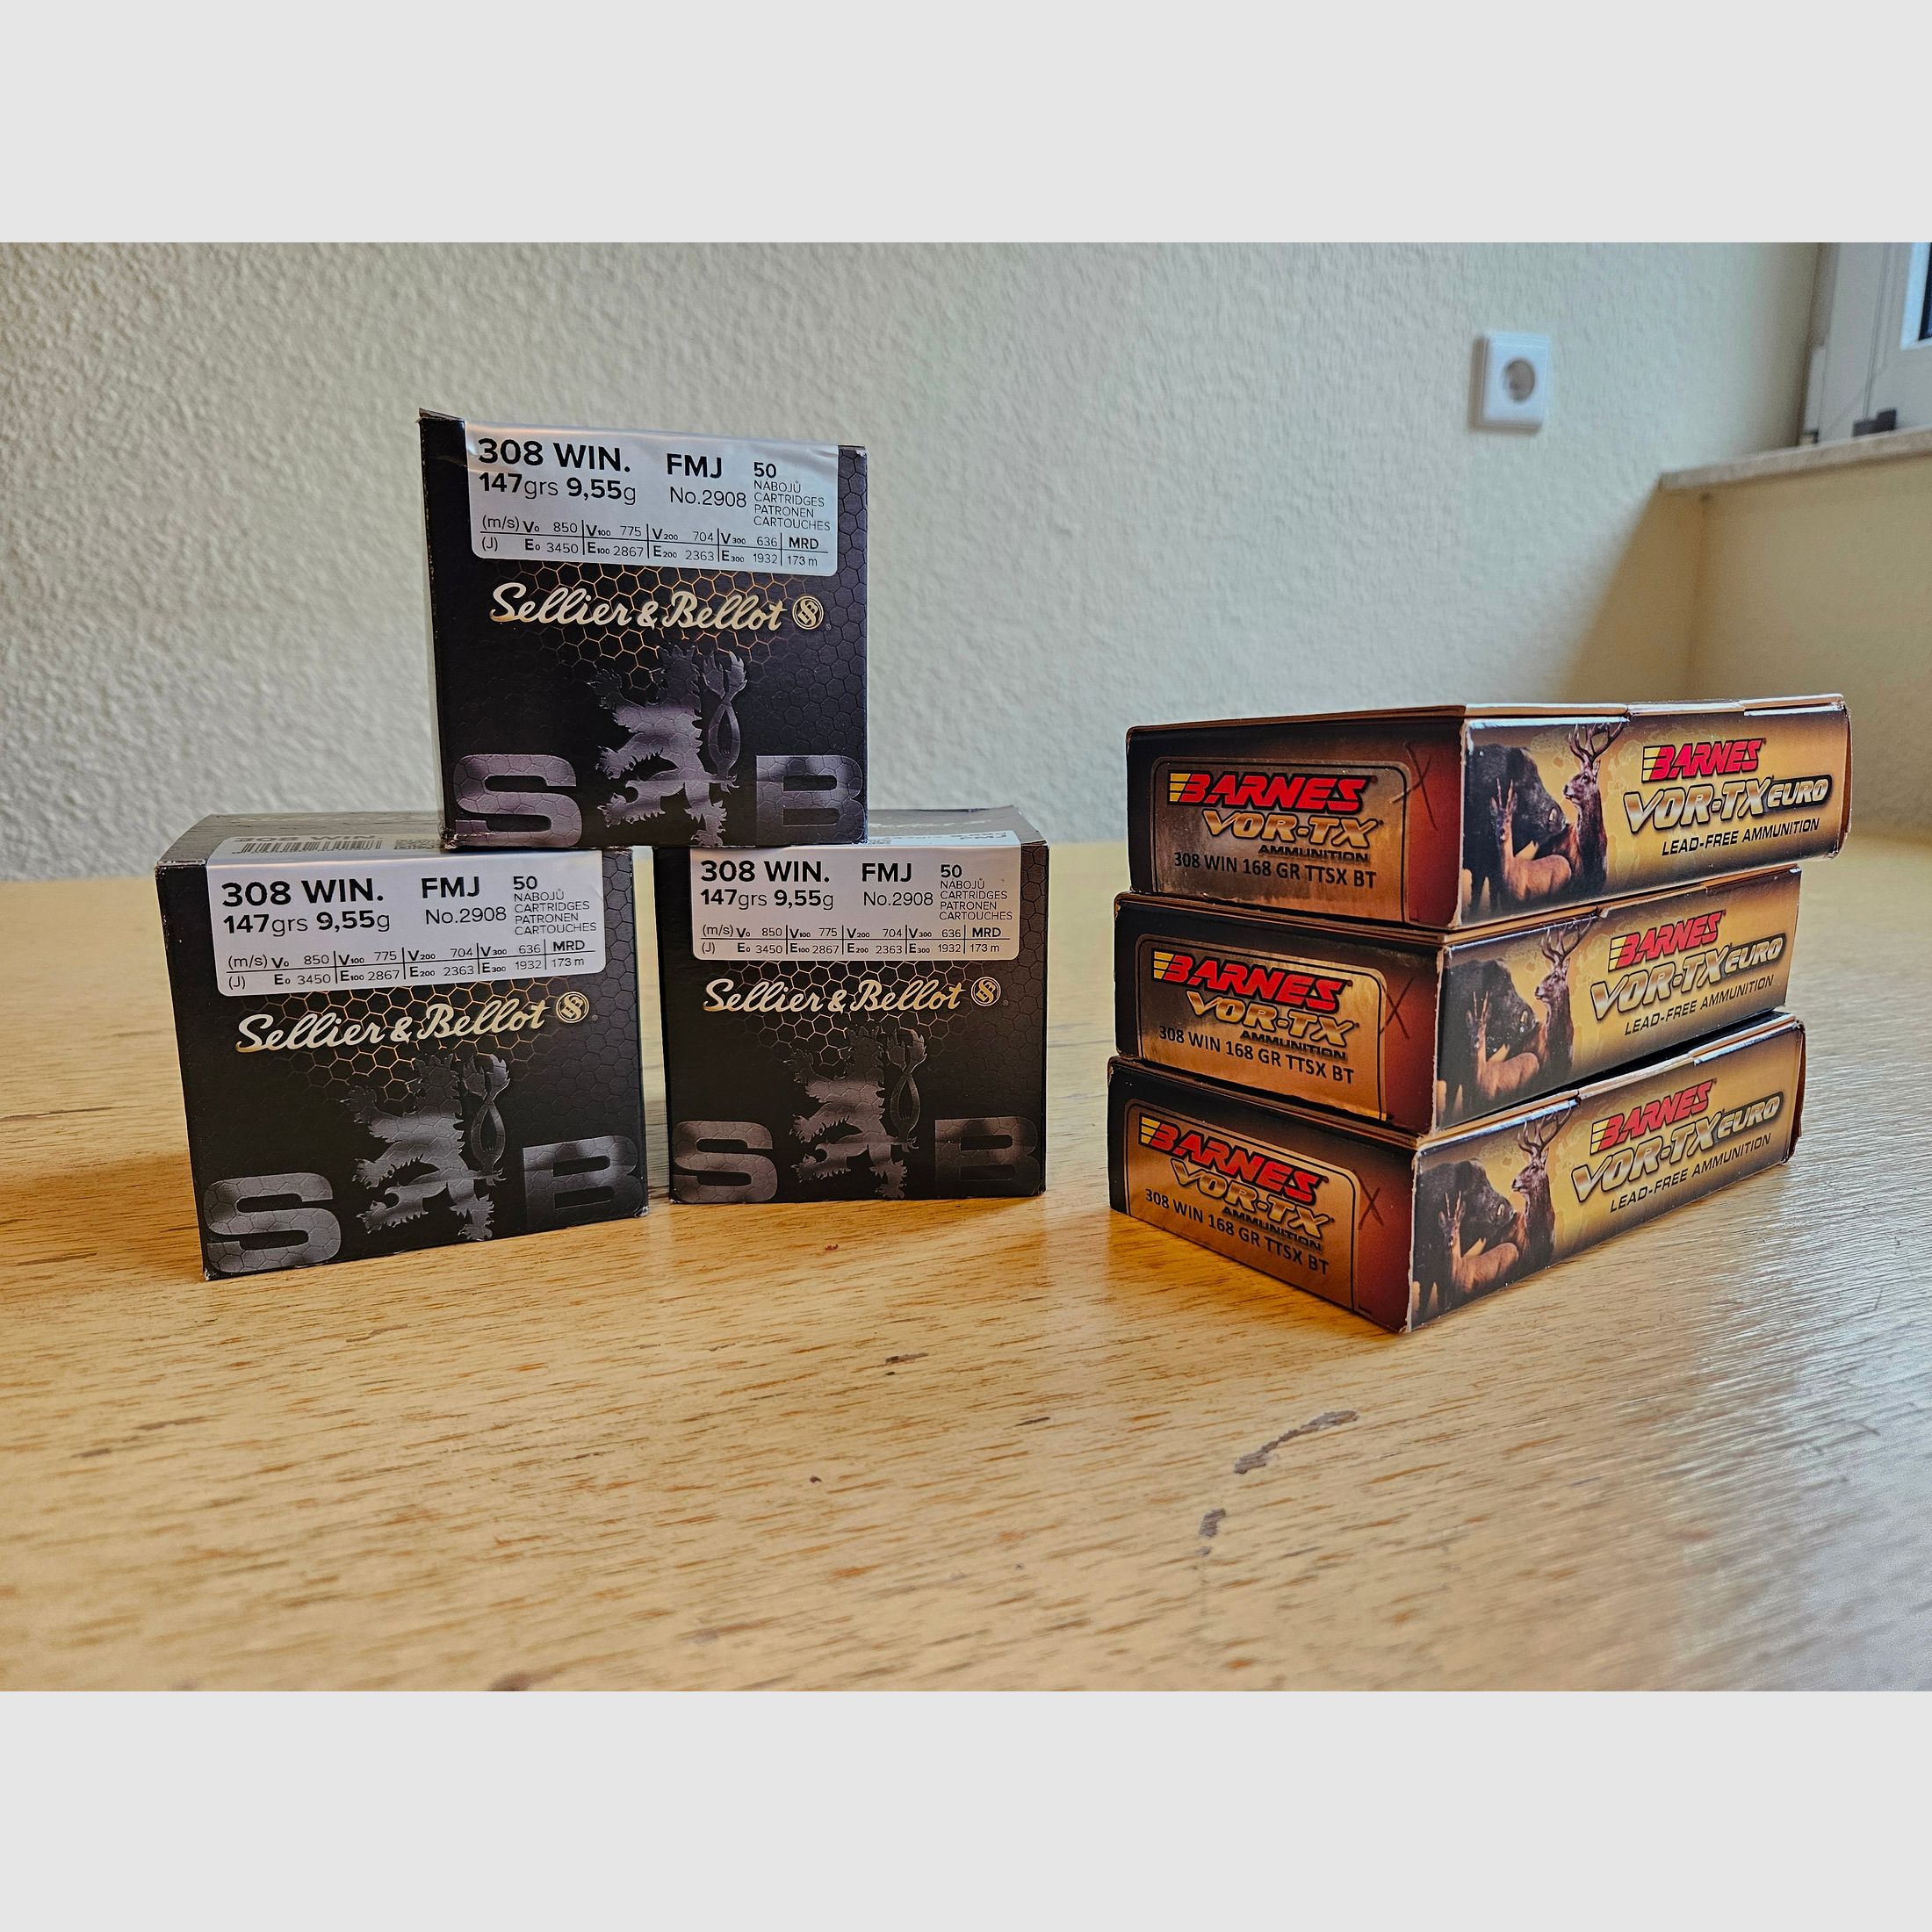 308 WIN. FMJ 50
147grs 9,55g No.2908 NÁBOJŮ
CARTRIDGES
PATRONEN
CARTOUCHES
(m/s) V0 850 V100 775 V200 704 V300 636 MRD
(J) E0 3450 E100 2867 E200 2363 E300 1932 173 m
Sellier & Bellot
S B
308 WIN.
308 WIN. FMJ 50
147grs 9,55g No.2908 NÁBOJŮ
CARTRIDGES
PATRONEN
CARTOUCHES
(m/s) V0 850 V100 775 V200 704 V300 636 MRD
(J) E0 3450 E100 2867 E200 2363 E300 1932 173 m
Sellier & Bellot
S B
308 WIN. FMJ 50
147grs 9,55g No.2908 NÁBOJŮ
CARTRIDGES
PATRONEN
CARTOUCHES
(m/s) V0 850 V100 775 V200 704 V300 636 MRD
(J) E0 3450 E100 2867 E200 2363 E300 1932 173 m
Sellier & Bellot
S B
BARNES
VOR-TX
AMMUNITION
308 WIN 168 GR TTSX BT
X
BARNES
VOR-TX EURO
LEAD-FREE AMMUNITION
BARNES
VOR-TX
AMMUNITION
308 WIN 168 GR TTSX BT
X
BARNES
VOR-TX EURO
LEAD-FREE AMMUNITION
BARNES
VOR-TX
AMMUNITION
308 WIN 168 GR TTSX BT
X
BARNES
VOR-TX EURO
LEAD-FREE AMMUNITION